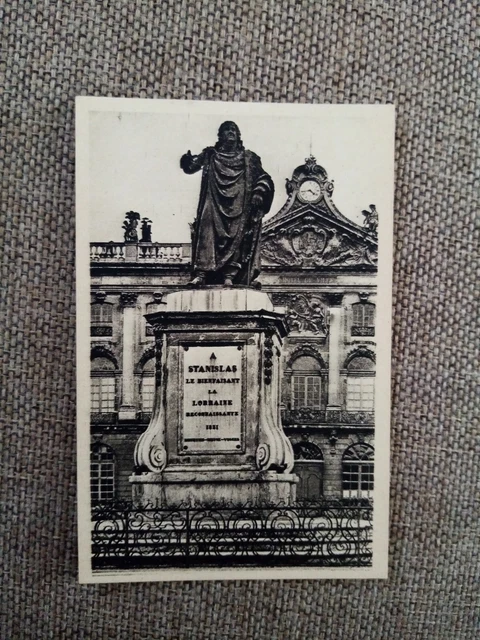 A
STANISLAS
LE BIENFAISANT
LA
LORRAINE
RECONNAISSANTE
1831